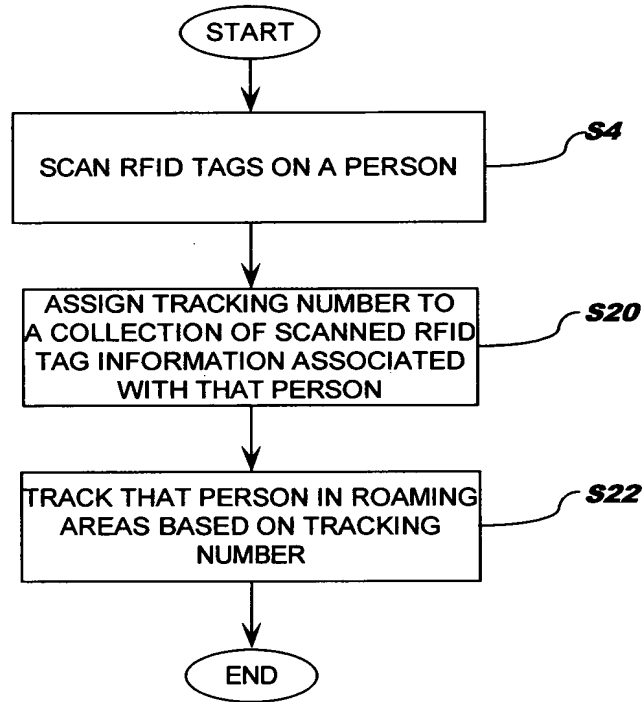 START
SCAN RFID TAGS ON A PERSON
S4
ASSIGN TRACKING NUMBER TO
A COLLECTION OF SCANNED RFID
TAG INFORMATION ASSOCIATED
WITH THAT PERSON
S20
TRACK THAT PERSON IN ROAMING
AREAS BASED ON TRACKING
NUMBER
S22
END